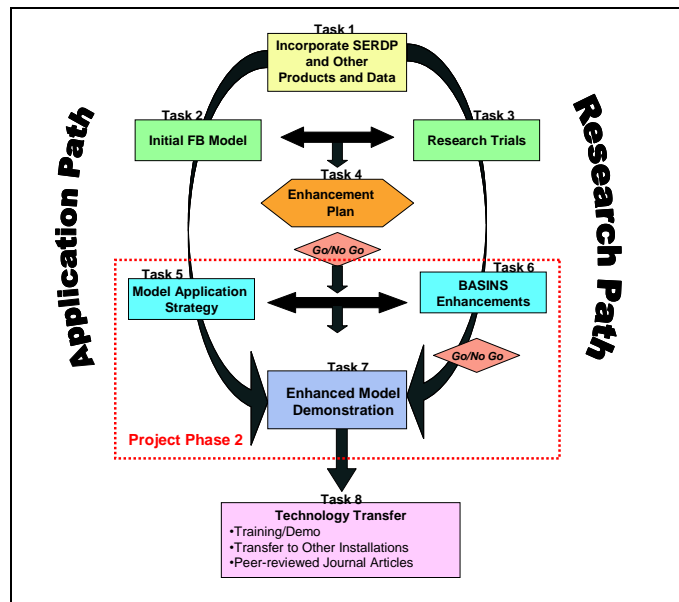 Task 1
Incorporate SERDP
and Other
Products and Data
Task 2
Initial FB Model
Task 3
Research Trials
Application Path
Research Path
Task 4
Enhancement
Plan
Go/No Go
Task 5
Model Application
Strategy
Task 6
BASINS
Enhancements
Go/No Go
Task 7
Enhanced Model
Demonstration
Project Phase 2
Task 8
Technology Transfer
•Training/Demo
•Transfer to Other Installations
•Peer-reviewed Journal Articles